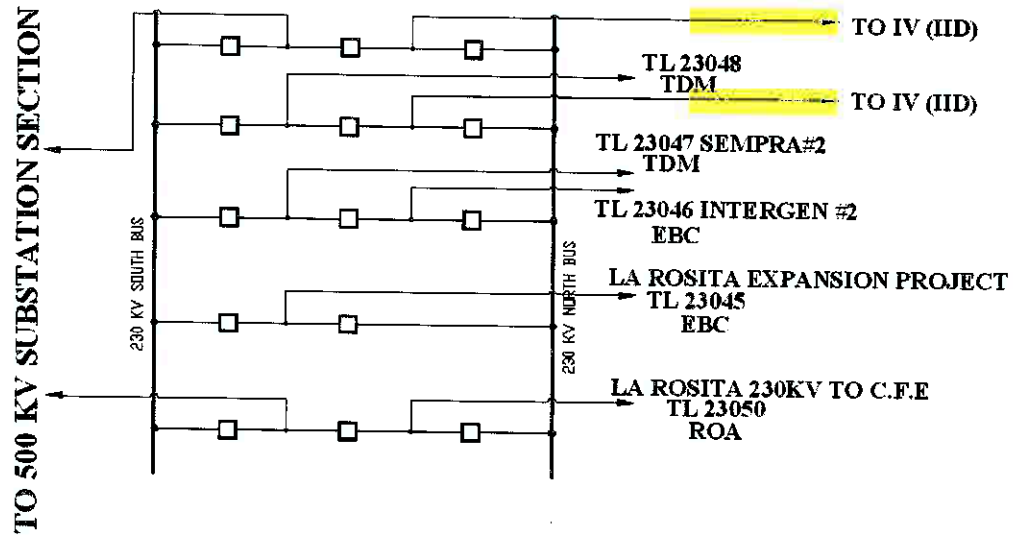 TO 500 KV SUBSTATION SECTION
230 KV SOUTH BUS
230 KV NORTH BUS
TO IV (IID)
TL 23048
TDM
TO IV (IID)
TL 23047 SEMPRA#2
TDM
TL 23046 INTERGEN #2
EBC
LA ROSITA EXPANSION PROJECT
TL 23045
EBC
LA ROSITA 230KV TO C.F.E
TL 23050
ROA